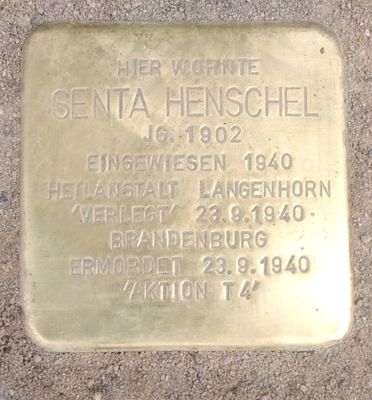 HIER WOHNTE
SENTA HENSCHEL
JG. 1902
EINGEWIESEN 1940
HEILANSTALT LANGENHORN
'VERLEGT' 23.9.1940
BRANDENBURG
ERMORDET 23.9.1940
'AKTION T4'